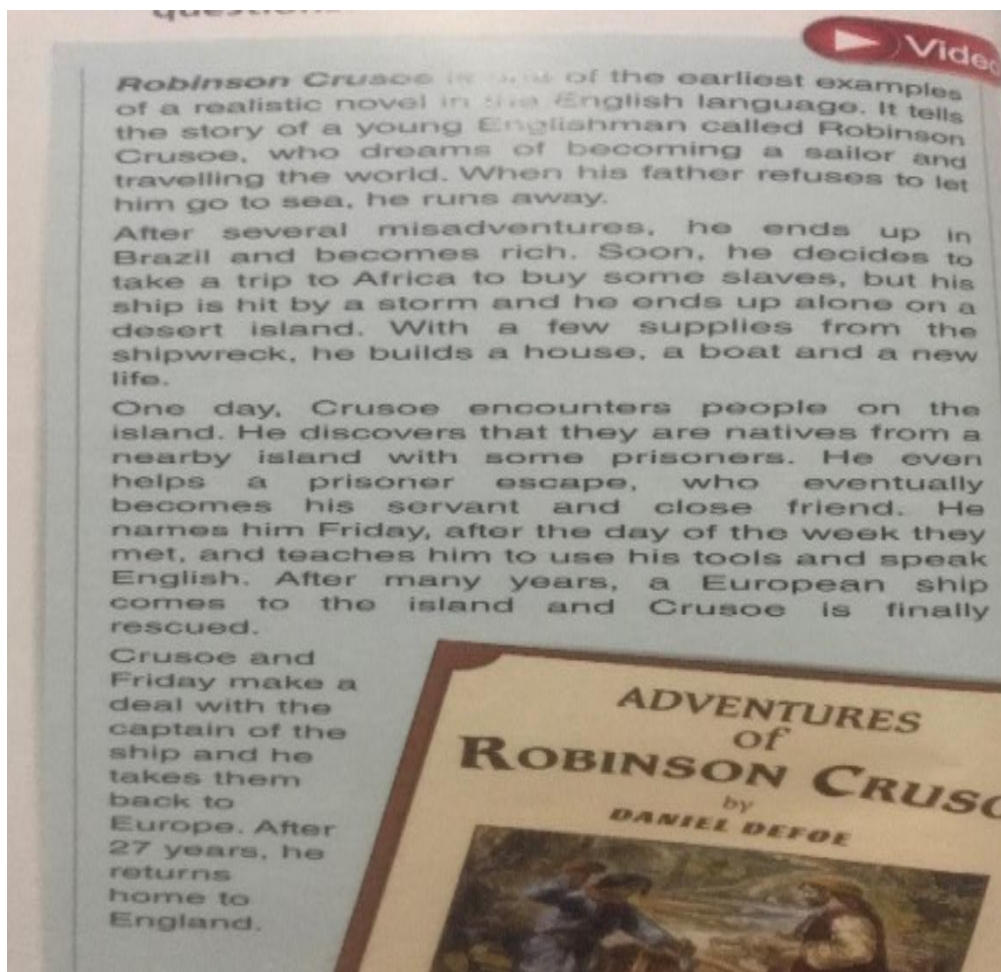 Video
Robinson Crusoe is one of the earliest examples
of a realistic novel in the English language. It tells
the story of a young Englishman called Robinson
Crusoe, who dreams of becoming a sailor and
travelling the world. When his father refuses to let
him go to sea, he runs away.
After several misadventures, he ends up in
Brazil and becomes rich. Soon, he decides to
take a trip to Africa to buy some slaves, but his
ship is hit by a storm and he ends up alone on a
desert island. With a few supplies from the
shipwreck, he builds a house, a boat and a new
life.
One day, Crusoe encounters people on the
island. He discovers that they are natives from a
nearby island with some prisoners. He even
helps a prisoner escape, who eventually
becomes his servant and close friend. He
names him Friday, after the day of the week they
met, and teaches him to use his tools and speak
English. After many years, a European ship
comes to the island and Crusoe is finally
rescued.
Crusoe and
Friday make a
deal with the
captain of the
ship and he
takes them
back to
Europe. After
27 years, he
returns
home to
England.
ADVENTURES
of
ROBINSON CRUSO
by
DANIEL DEFOE